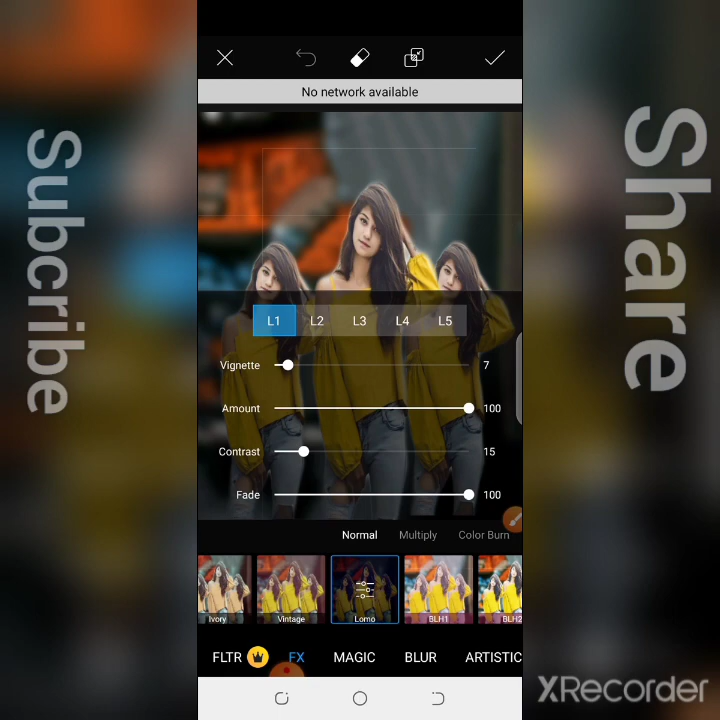 No network available
Subcribe
Share
L1 L2 L3 L4 L5
Vignette 7
Amount 100
Contrast 15
Fade 100
Normal Multiply Color Burn
Ivory Vintage Lomo BLH1 BLH2
FLTR FX MAGIC BLUR ARTISTIC
XRecorder